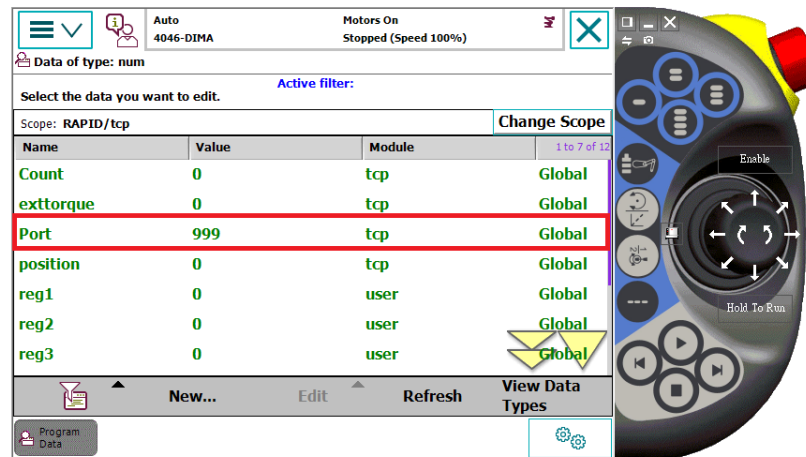 Auto
4046-DIMA
Motors On
Stopped (Speed 100%)
Data of type: num
Active filter:
Select the data you want to edit.
Scope: RAPID/tcp
Change Scope
Name Value Module 1 to 7 of 12
Count 0 tcp Global
exttorque 0 tcp Global
Port 999 tcp Global
position 0 tcp Global
reg1 0 user Global
reg2 0 user Global
reg3 0 user Global
New... Edit Refresh View Data Types
Program Data
Enable
Hold To Run